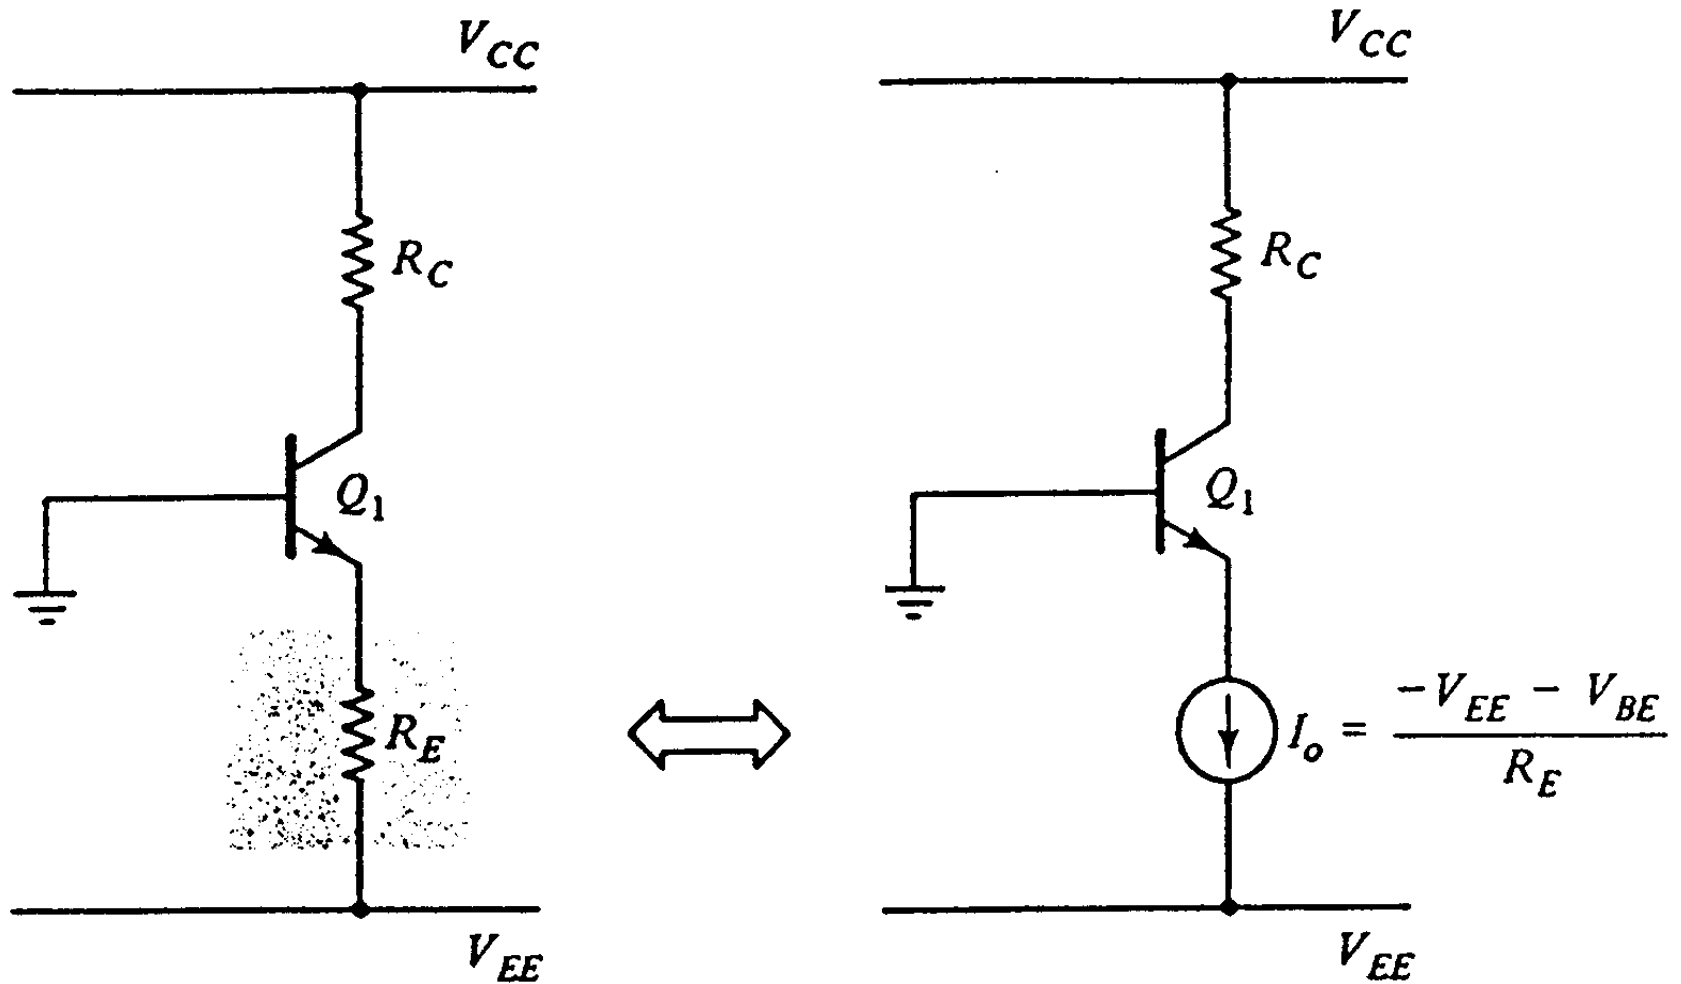 V_CC
R_C
Q_1
R_E
V_EE
V_CC
R_C
Q_1
I_o = (-V_EE - V_BE) / R_E
V_EE